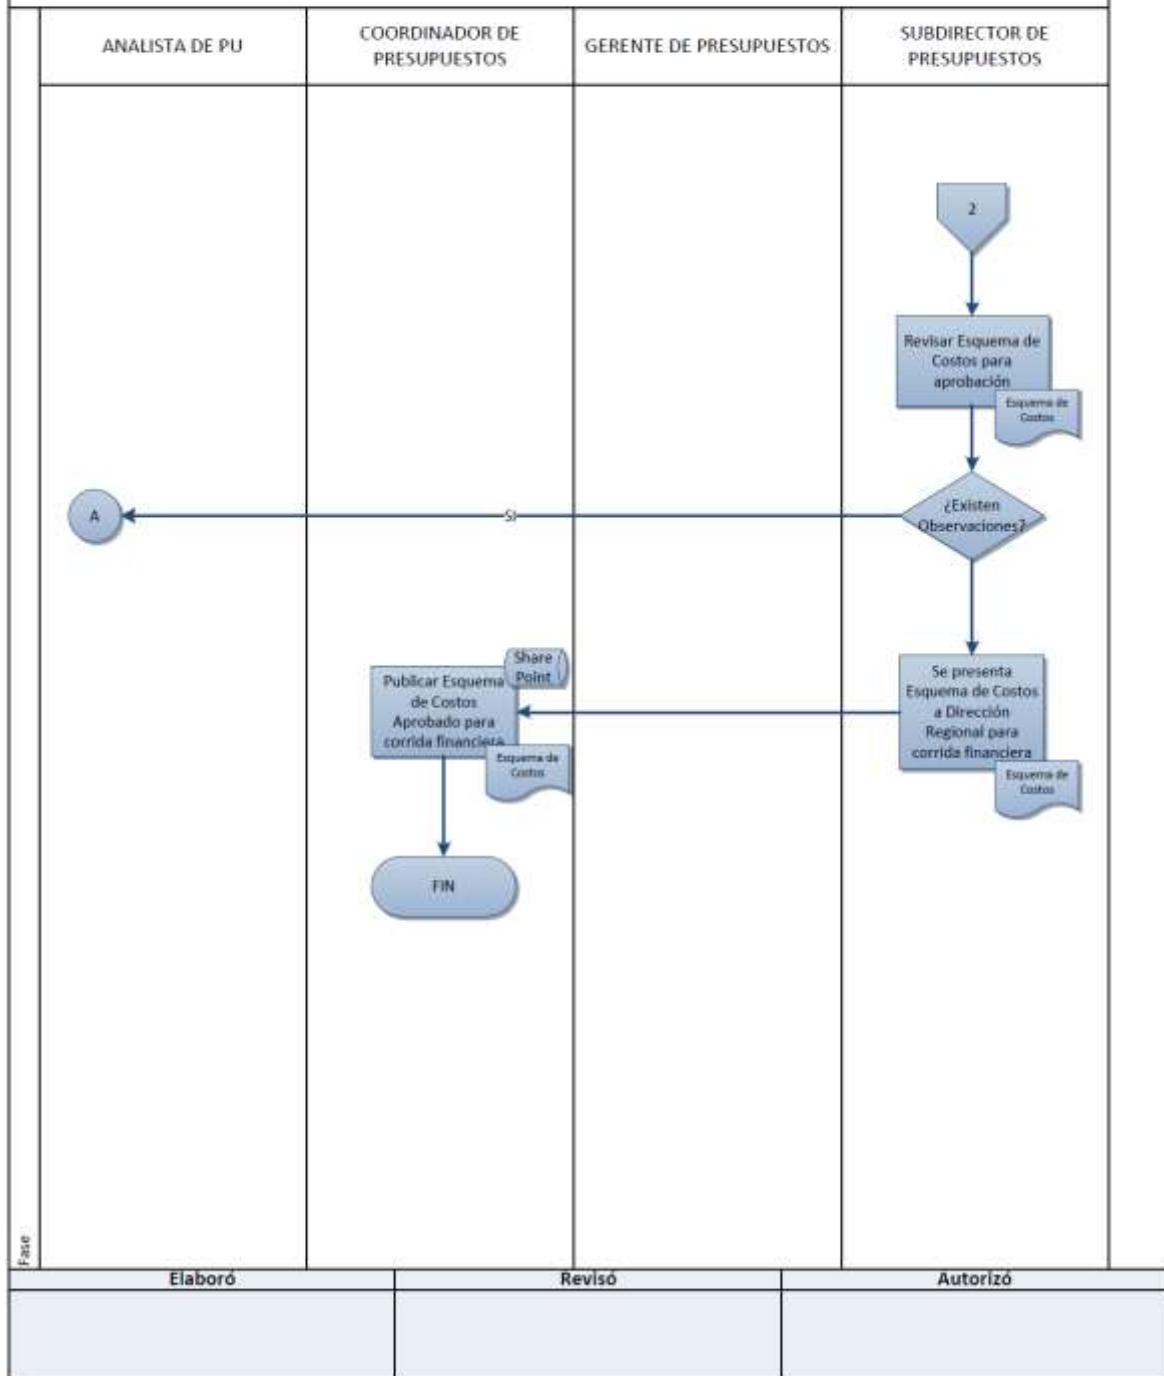 ANALISTA DE PU
COORDINADOR DE
PRESUPUESTOS
GERENTE DE PRESUPUESTOS
SUBDIRECTOR DE
PRESUPUESTOS
2
Revisar Esquema de
Costos para
aprobación
Esquema de
Costos
¿Existen
Observaciones?
SI
A
Se presenta
Esquema de Costos
a Dirección
Regional para
corrida financiera
Esquema de
Costos
Share
Point
Publicar Esquema
de Costos
Aprobado para
corrida financiera
Esquema de
Costos
FIN
Fase
Elaboró
Revisó
Autorizó